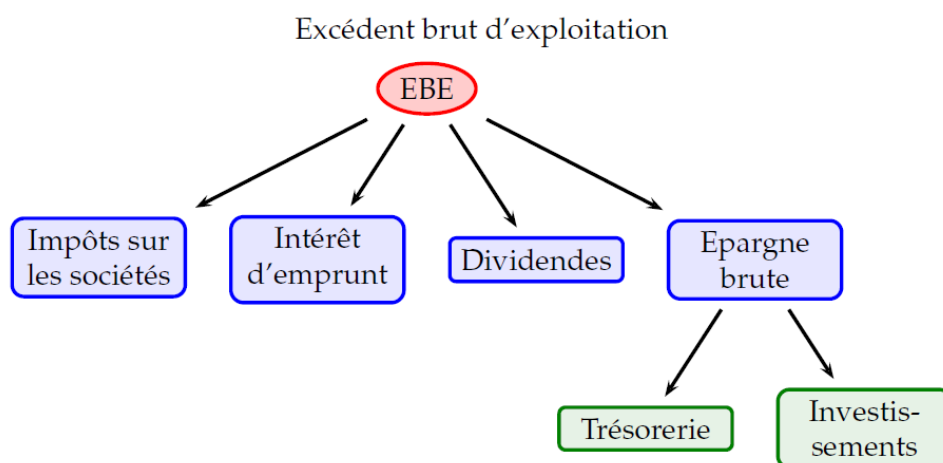 Excédent brut d’exploitation
EBE
Impôts sur
les sociétés
Intérêt
d’emprunt
Dividendes
Epargne
brute
Trésorerie
Investis-
sements